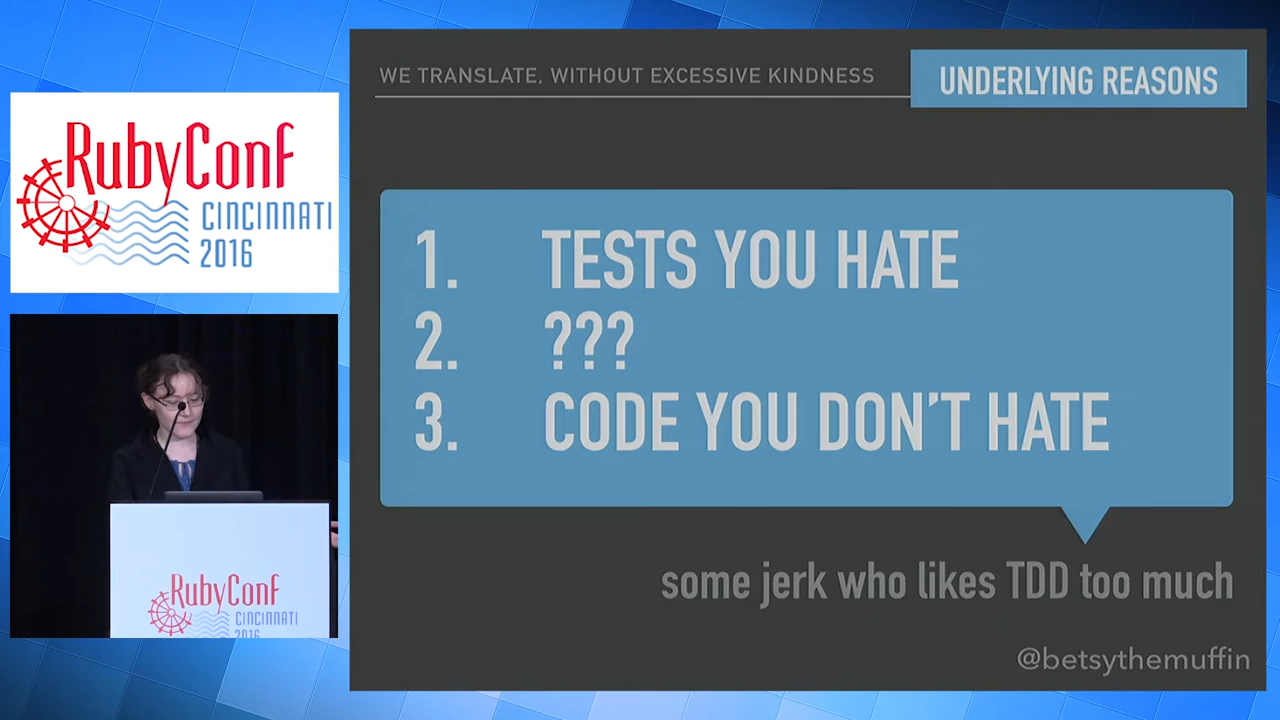 WE TRANSLATE, WITHOUT EXCESSIVE KINDNESS
UNDERLYING REASONS
RubyConf
CINCINNATI
2016
1. TESTS YOU HATE
2. ???
3. CODE YOU DON'T HATE
some jerk who likes TDD too much
@betsythemuffin
RubyConf
CINCINNATI
2016